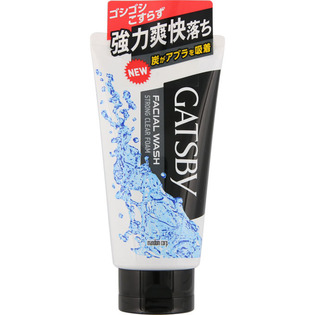 ゴシゴシ
こすらず
強力爽快落ち
炭がアブラを吸着
NEW
GATSBY
FACIAL WASH
STRONG CLEAR FOAM
mandom corp.